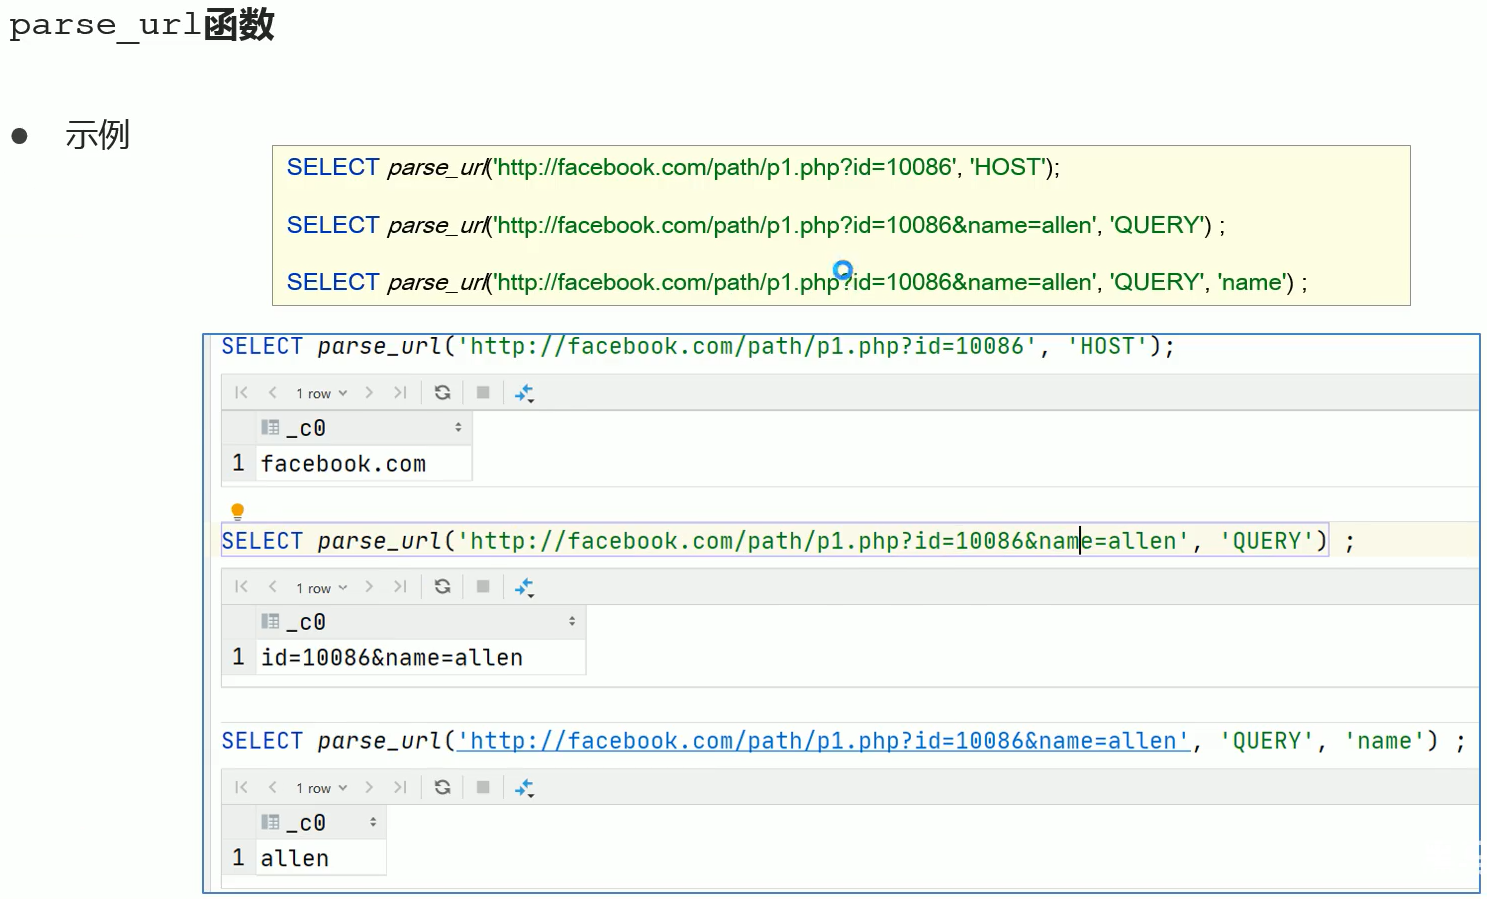 parse_url函数
● 示例
SELECT parse_url('http://facebook.com/path/p1.php?id=10086', 'HOST');
SELECT parse_url('http://facebook.com/path/p1.php?id=10086&name=allen', 'QUERY') ;
SELECT parse_url('http://facebook.com/path/p1.php?id=10086&name=allen', 'QUERY', 'name') ;
SELECT parse_url('http://facebook.com/path/p1.php?id=10086', 'HOST');
1 row
_c0
1 facebook.com
SELECT parse_url('http://facebook.com/path/p1.php?id=10086&name=allen', 'QUERY') ;
1 row
_c0
1 id=10086&name=allen
SELECT parse_url('http://facebook.com/path/p1.php?id=10086&name=allen', 'QUERY', 'name') ;
1 row
_c0
1 allen